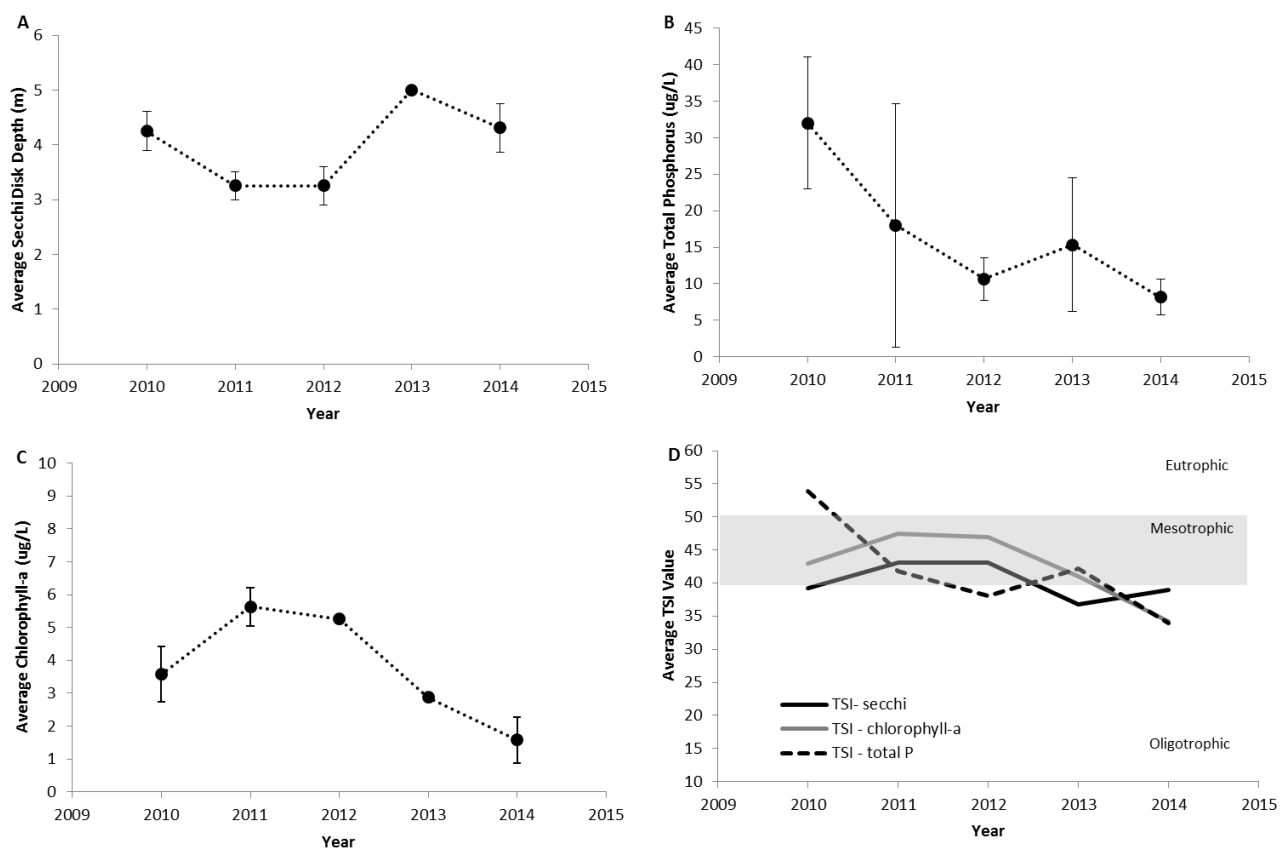 A
Average Secchi Disk Depth (m)
6
5
4
3
2
1
0
2009 2010 2011 2012 2013 2014 2015
Year
B
Average Total Phosphorus (ug/L)
45
40
35
30
25
20
15
10
5
0
2009 2010 2011 2012 2013 2014 2015
Year
C
Average Chlorophyll-a (ug/L)
10
9
8
7
6
5
4
3
2
1
0
2009 2010 2011 2012 2013 2014 2015
Year
D
Average TSI Value
60
55
50
45
40
35
30
25
20
15
10
Eutrophic
Mesotrophic
Oligotrophic
TSI- secchi
TSI - chlorophyll-a
TSI - total P
2009 2010 2011 2012 2013 2014 2015
Year